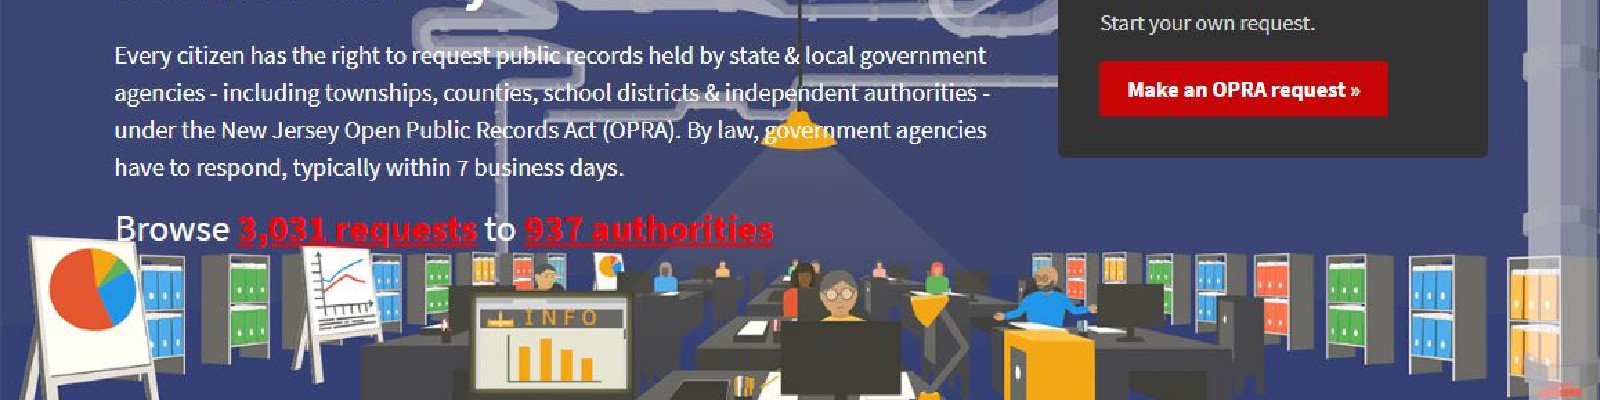 Start your own request.
Make an OPRA request »
Every citizen has the right to request public records held by state & local government
agencies - including townships, counties, school districts & independent authorities -
under the New Jersey Open Public Records Act (OPRA). By law, government agencies
have to respond, typically within 7 business days.
Browse 3,031 requests to 937 authorities
INFO